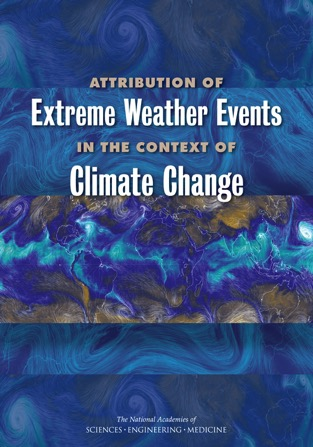 ATTRIBUTION OF
Extreme Weather Events
IN THE CONTEXT OF
Climate Change
The National Academies of
SCIENCES • ENGINEERING • MEDICINE